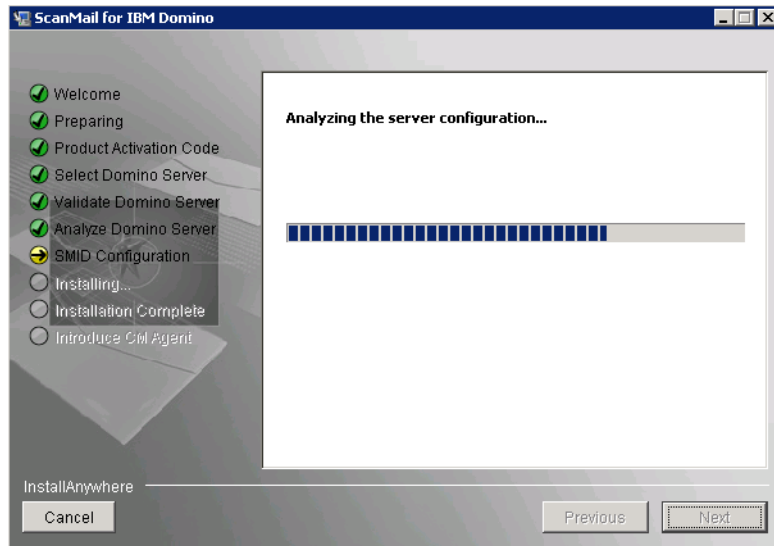 ScanMail for IBM Domino
Welcome
Preparing
Product Activation Code
Select Domino Server
Validate Domino Server
Analyze Domino Server
SMID Configuration
Installing...
Installation Complete
Introduce CM Agent
Analyzing the server configuration...
InstallAnywhere
Cancel
Previous
Next